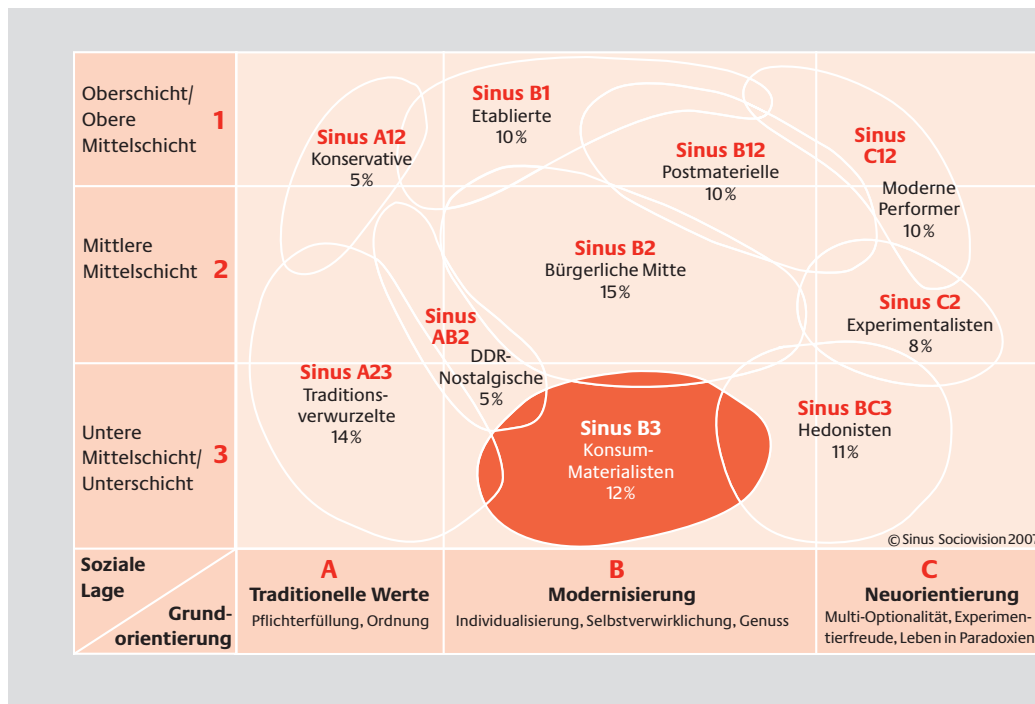 Oberschicht/
Obere
Mittelschicht
1
Sinus A12
Konservative
5%
Sinus B1
Etablierte
10%
Sinus B12
Postmaterielle
10%
Sinus
C12
Moderne
Performer
10%
Mittlere
Mittelschicht
2
Sinus
AB2
DDR-
Nostalgische
5%
Sinus B2
Bürgerliche Mitte
15%
Sinus C2
Experimentalisten
8%
Untere
Mittelschicht/
Unterschicht
3
Sinus A23
Traditions-
verwurzelte
14%
Sinus B3
Konsum-
Materialisten
12%
Sinus BC3
Hedonisten
11%
© Sinus Sociovision 2007
Soziale
Lage
Grund-
orientierung
A
Traditionelle Werte
Pflichterfüllung, Ordnung
B
Modernisierung
Individualisierung, Selbstverwirklichung, Genuss
C
Neuorientierung
Multi-Optionalität, Experimen-
tierfreude, Leben in Paradoxien